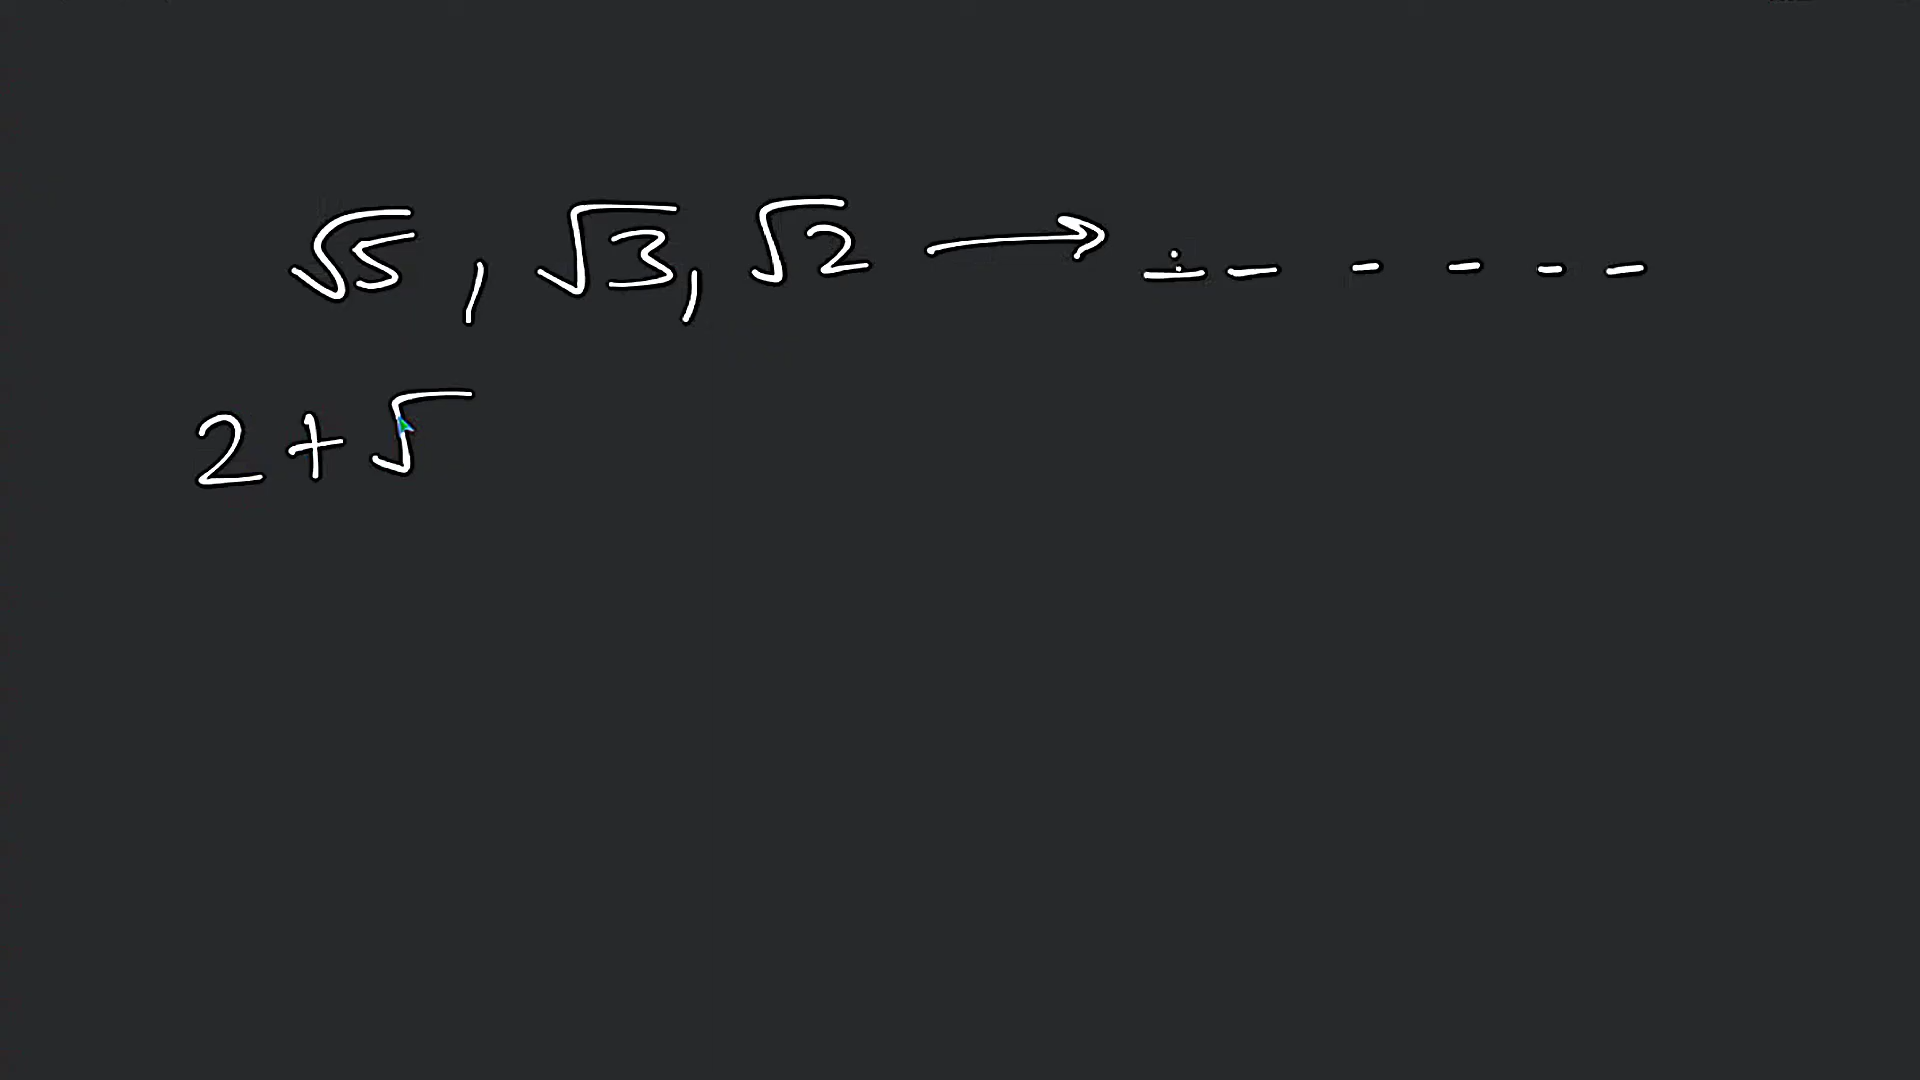 √5 , √3 , √2 → _._ _ - - - -
2 + √